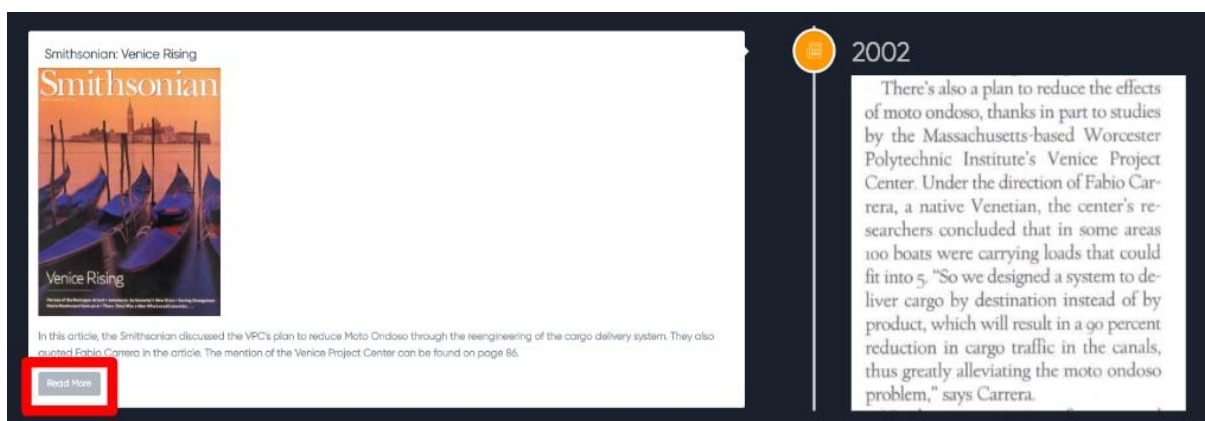 Smithsonian: Venice Rising
Smithsonian
Venice Rising
In this article, the Smithsonian discussed the VPC's plan to reduce Moto Ondoso through the reengineering of the cargo delivery system. They also
quoted Fabio Carrera in the article. The mention of the Venice Project Center can be found on page 86.
Read More
2002
There's also a plan to reduce the effects
of moto ondoso, thanks in part to studies
by the Massachusetts-based Worcester
Polytechnic Institute's Venice Project
Center. Under the direction of Fabio Car-
rera, a native Venetian, the center's re-
searchers concluded that in some areas
100 boats were carrying loads that could
fit into 5. "So we designed a system to de-
liver cargo by destination instead of by
product, which will result in a 90 percent
reduction in cargo traffic in the canals,
thus greatly alleviating the moto ondoso
problem," says Carrera.